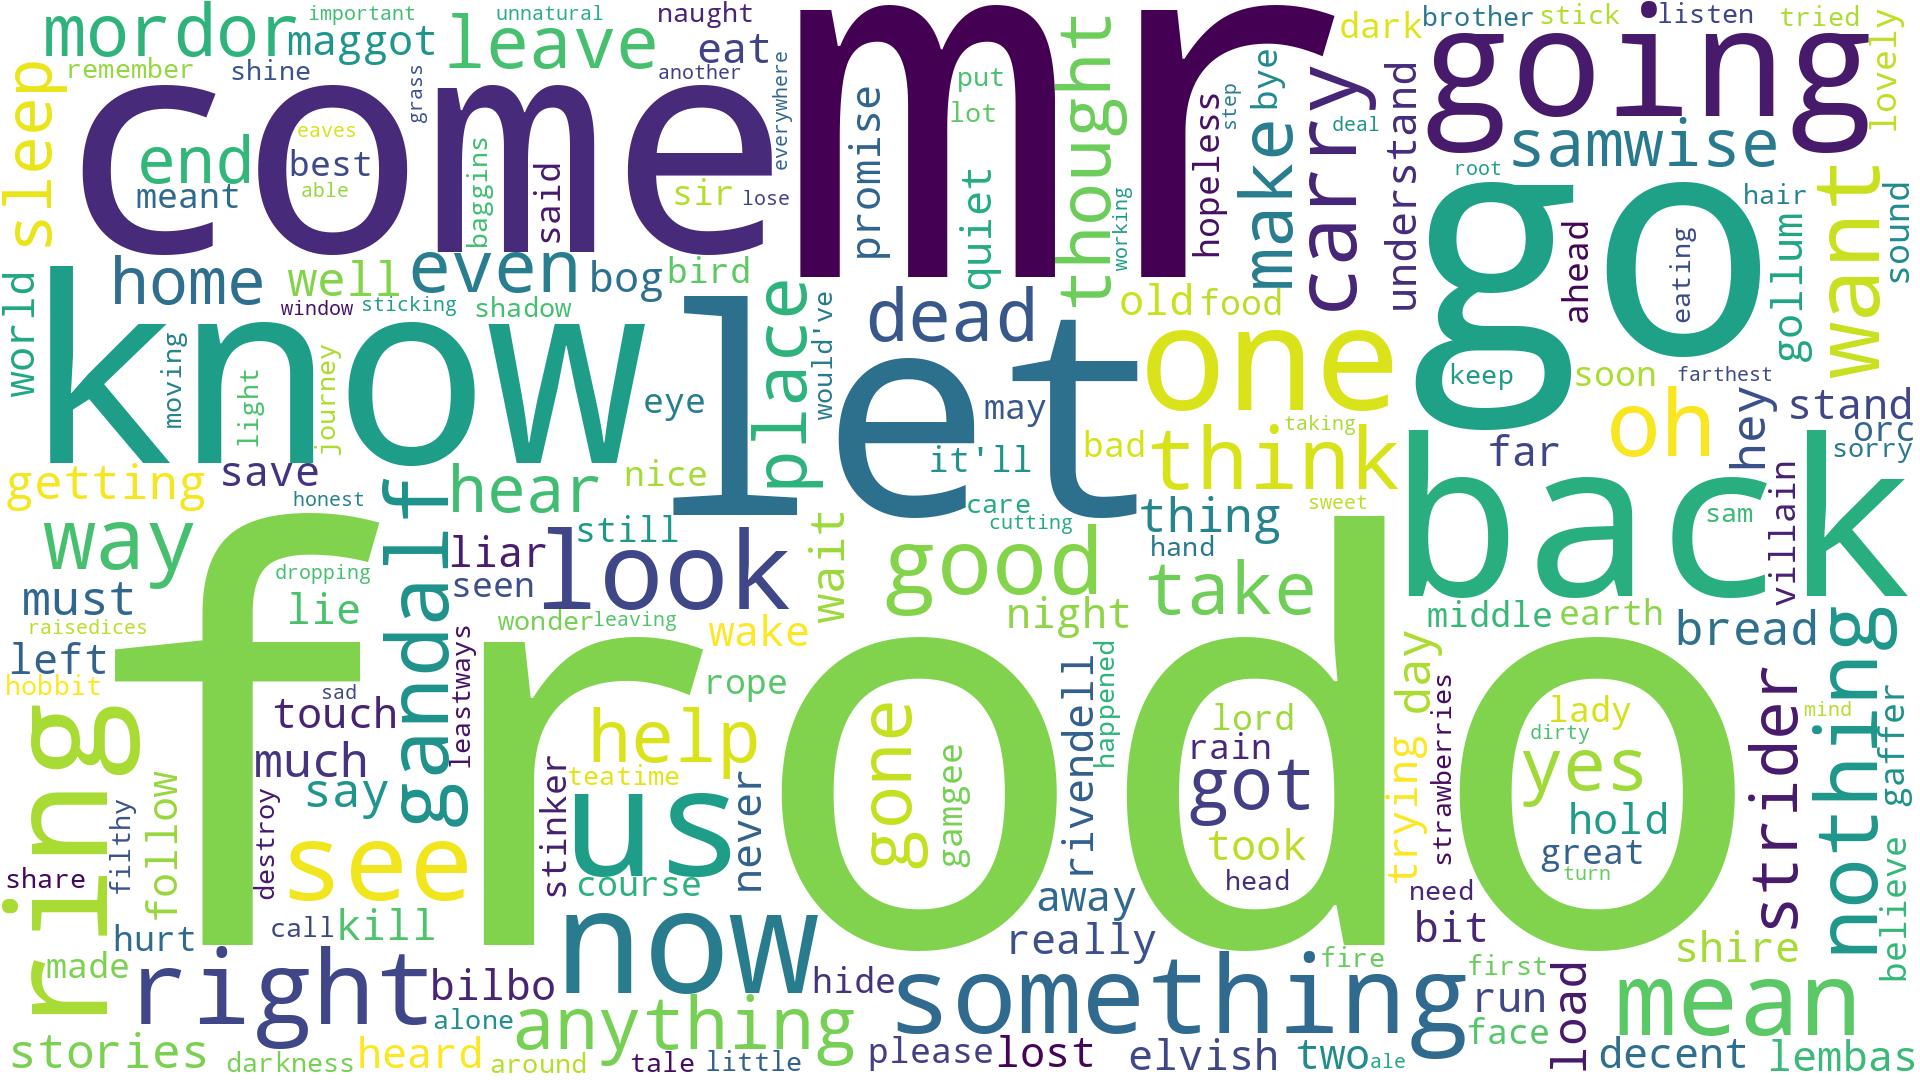 mordor
important
unnatural
naught
mr
dark
brother
stick
listen
tried
lovely
maggot
leave
eat
going
remember
shine
another
sleep
come
grass
everywhere
promise
put
lot
thought
step
bye
carry
understand
samwise
end
eaves
best
able
meant
said
baggins
sir
lose
quiet
working
hopeless
make
deal
root
go
want
hair
sound
home
well
even
bog
bird
dead
old
food
ahead
eating
gollum
world
know
window
sticking
shadow
let
place
would've
one
keep
soon
farthest
moving
light
journey
eye
may
it'll
bad
think
taking
far
oh
hey
stand
orc
sorry
getting
save
honest
hear
nice
care
cutting
sweet
back
sam
villain
way
gandalf
liar
still
look
wait
good
thing
hand
seen
must
dropping
lie
frodo
night
take
middle
earth
bread
nothing
raisedices
wonder
leaving
wake
left
hobbit
sad
leastways
rope
rivendell
happened
day
strider
mind
gaffer
ring
touch
help
gone
gamgee
lord
rain
got
trying
strawberries
lady
dirty
yes
much
say
teatime
stinker
us
never
took
head
hold
great
turn
follow
filthy
destroy
see
course
share
believe
hurt
call
kill
now
away
really
need
bit
shire
made
right
bilbo
hide
something
fire
first
run
load
mean
alone
anything
face
stories
darkness
heard
around
tale
little
please
lost
elvish
two
ale
decent
lembas